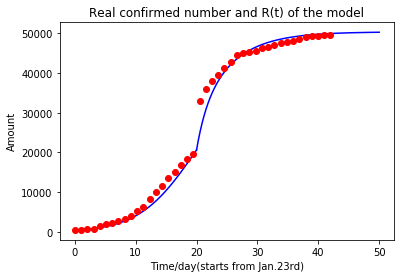 Real confirmed number and R(t) of the model
50000
40000
30000
20000
10000
0
Amount
0 10 20 30 40 50
Time/day(starts from Jan.23rd)